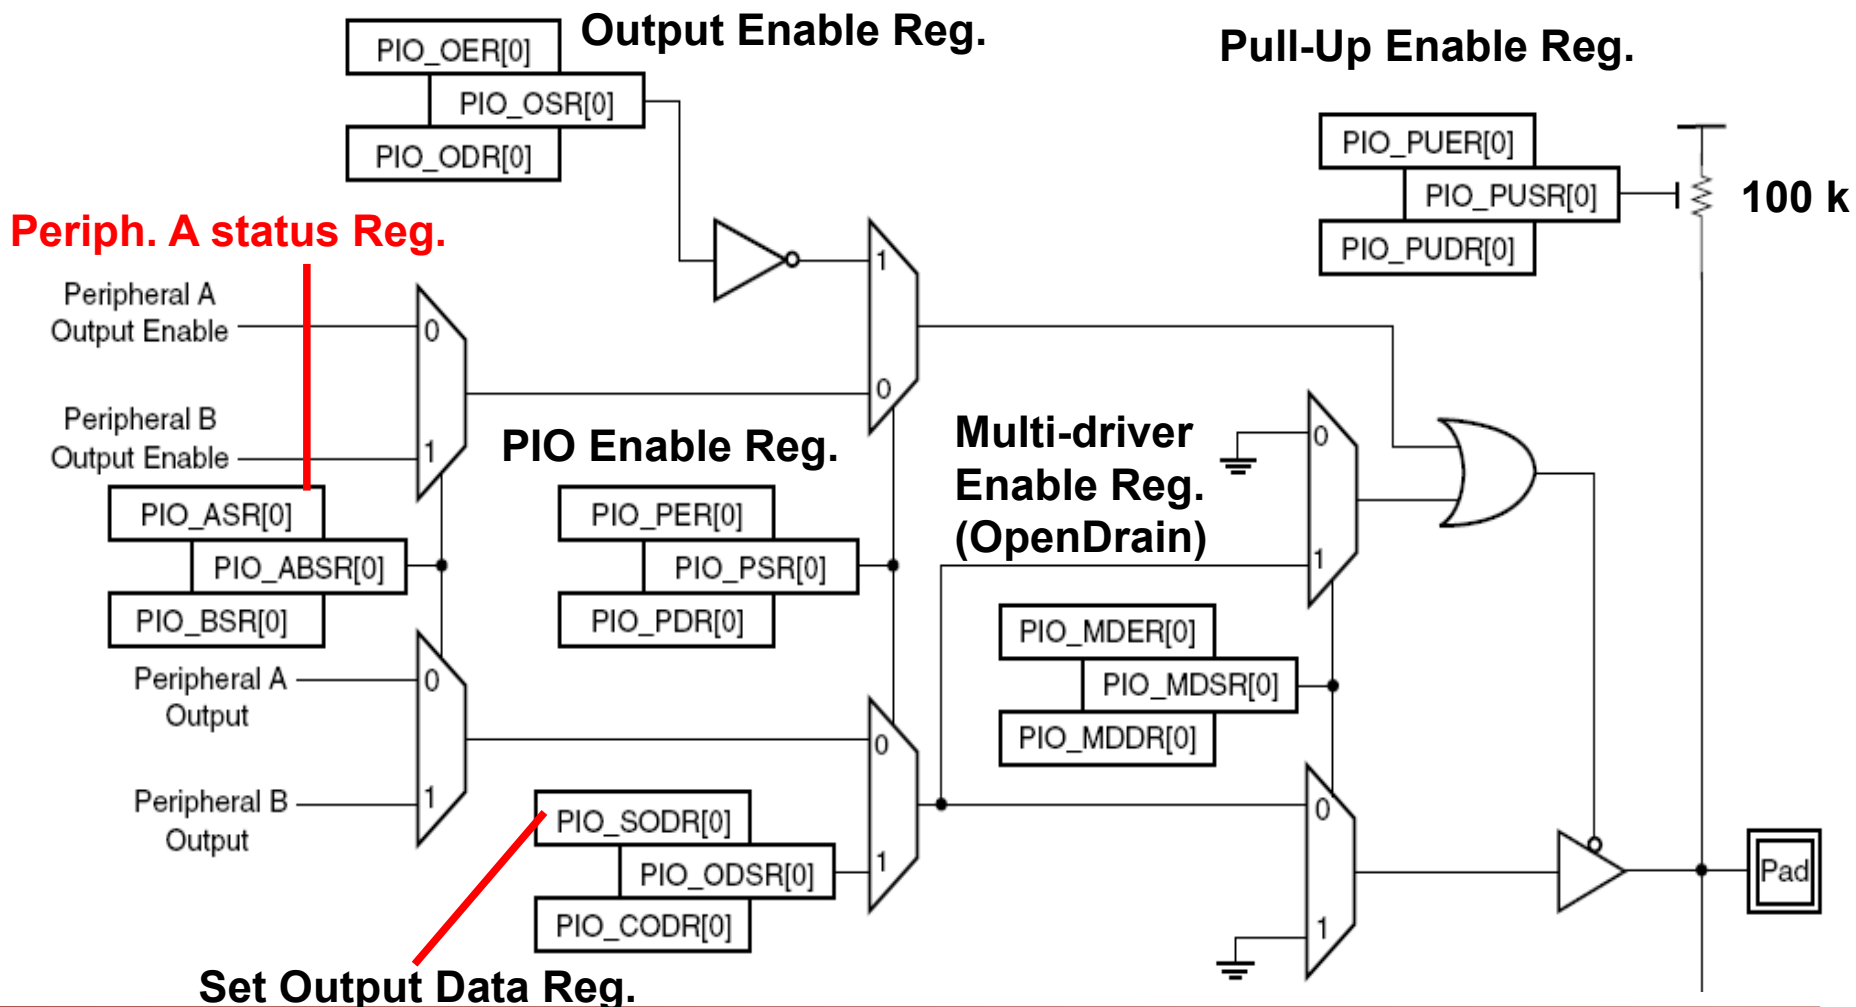 Output Enable Reg.
Pull-Up Enable Reg.
PIO_OER[0]
PIO_OSR[0]
PIO_ODR[0]
PIO_PUER[0]
PIO_PUSR[0]
PIO_PUDR[0]
100 k
Periph. A status Reg.
Peripheral A
Output Enable
0
1
Peripheral B
Output Enable
1
0
PIO Enable Reg.
Multi-driver
Enable Reg.
(OpenDrain)
0
1
PIO_ASR[0]
PIO_ABSR[0]
PIO_BSR[0]
PIO_PER[0]
PIO_PSR[0]
PIO_PDR[0]
PIO_MDER[0]
PIO_MDSR[0]
PIO_MDDR[0]
Peripheral A
Output
0
1
Peripheral B
Output
0
1
PIO_SODR[0]
PIO_ODSR[0]
PIO_CODR[0]
0
1
Pad
Set Output Data Reg.